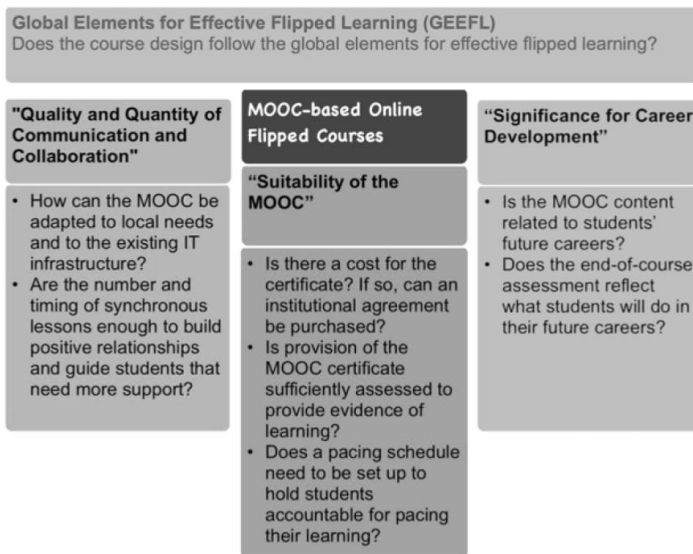 Global Elements for Effective Flipped Learning (GEEFL)
Does the course design follow the global elements for effective flipped learning?
"Quality and Quantity of
Communication and
Collaboration"
• How can the MOOC be
adapted to local needs
and to the existing IT
infrastructure?
• Are the number and
timing of synchronous
lessons enough to build
positive relationships
and guide students that
need more support?
MOOC-based Online
Flipped Courses
“Suitability of the
MOOC”
• Is there a cost for the
certificate? If so, can an
institutional agreement
be purchased?
• Is provision of the
MOOC certificate
sufficiently assessed to
provide evidence of
learning?
• Does a pacing schedule
need to be set up to
hold students
accountable for pacing
their learning?
“Significance for Career
Development”
• Is the MOOC content
related to students’
future careers?
• Does the end-of-course
assessment reflect
what students will do in
their future careers?